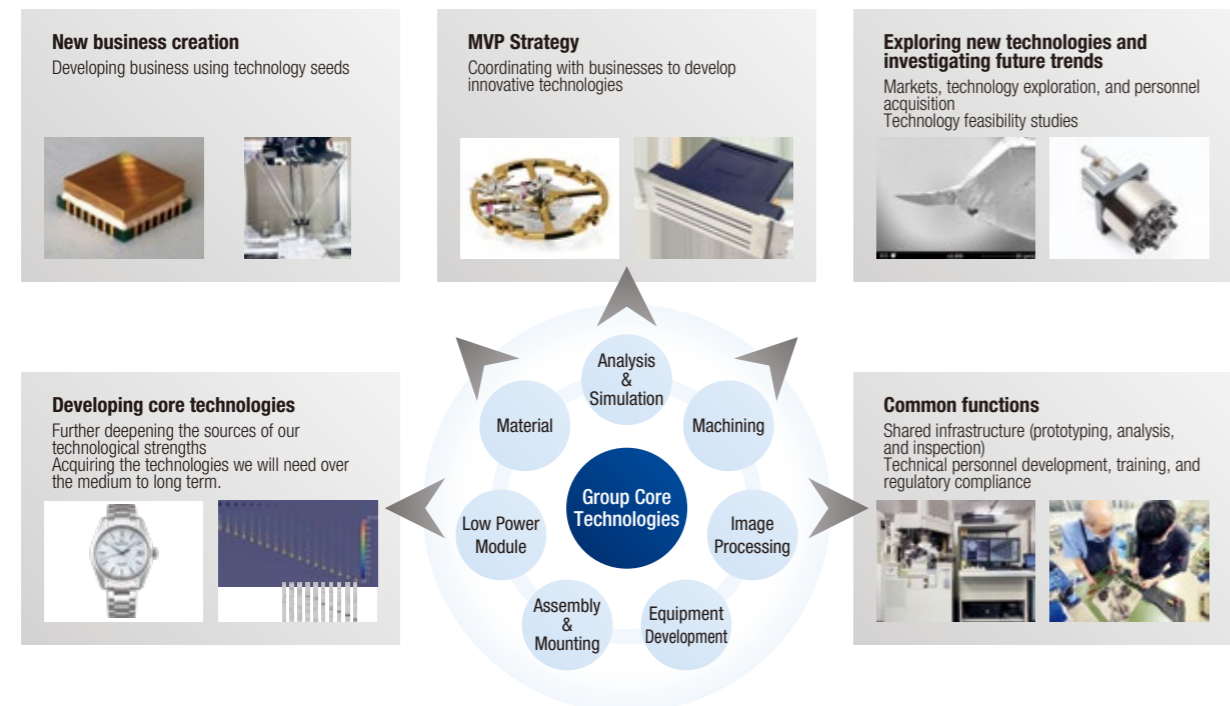 New business creation
Developing business using technology seeds
MVP Strategy
Coordinating with businesses to develop
innovative technologies
Exploring new technologies and
investigating future trends
Markets, technology exploration, and personnel
acquisition
Technology feasibility studies
Developing core technologies
Further deepening the sources of our
technological strengths
Acquiring the technologies we will need over
the medium to long term.
Common functions
Shared infrastructure (prototyping, analysis,
and inspection)
Technical personnel development, training, and
regulatory compliance
Group Core
Technologies
Analysis
&
Simulation
Machining
Image
Processing
Equipment
Development
Assembly
&
Mounting
Low Power
Module
Material